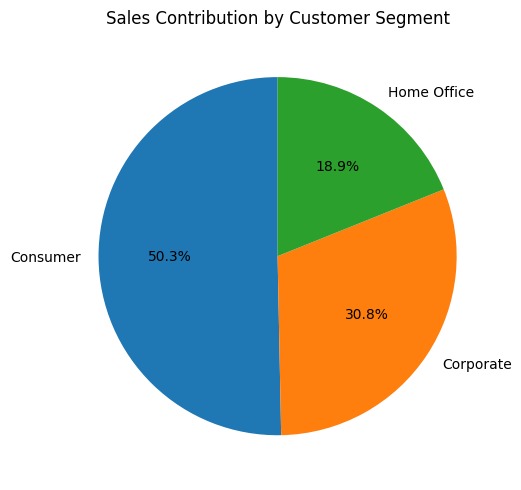 Sales Contribution by Customer Segment
Home Office
18.9%
Consumer
50.3%
30.8%
Corporate